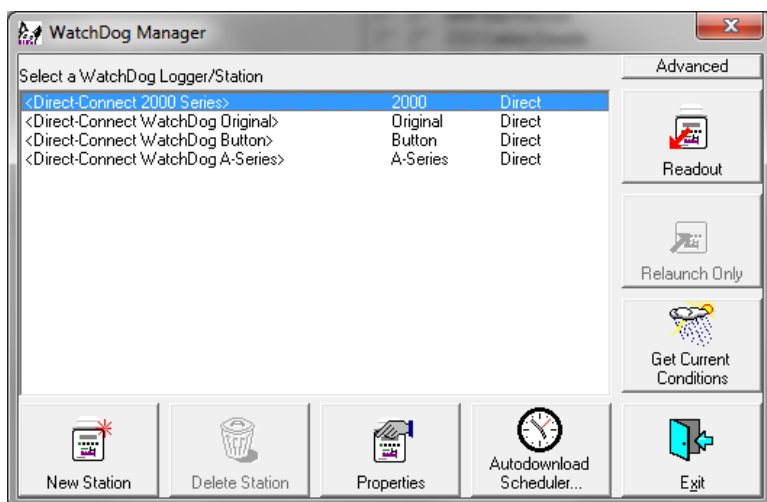 WatchDog Manager
Select a WatchDog Logger/Station
Advanced
<Direct-Connect 2000 Series> 2000 Direct
<Direct-Connect WatchDog Original> Original Direct
<Direct-Connect WatchDog Button> Button Direct
<Direct-Connect WatchDog A-Series> A-Series Direct
Readout
Relaunch Only
Get Current
Conditions
New Station
Delete Station
Properties
Autodownload
Scheduler...
Exit